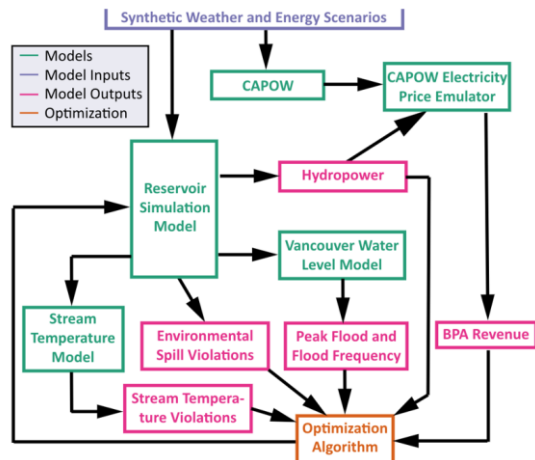 Synthetic Weather and Energy Scenarios
Models
Model Inputs
Model Outputs
Optimization
CAPOW
CAPOW Electricity
Price Emulator
Reservoir
Simulation
Model
Hydropower
Vancouver Water
Level Model
Stream
Temperature
Model
Environmental
Spill Violations
Peak Flood and
Flood Frequency
BPA Revenue
Stream Tempera-
ture Violations
Optimization
Algorithm